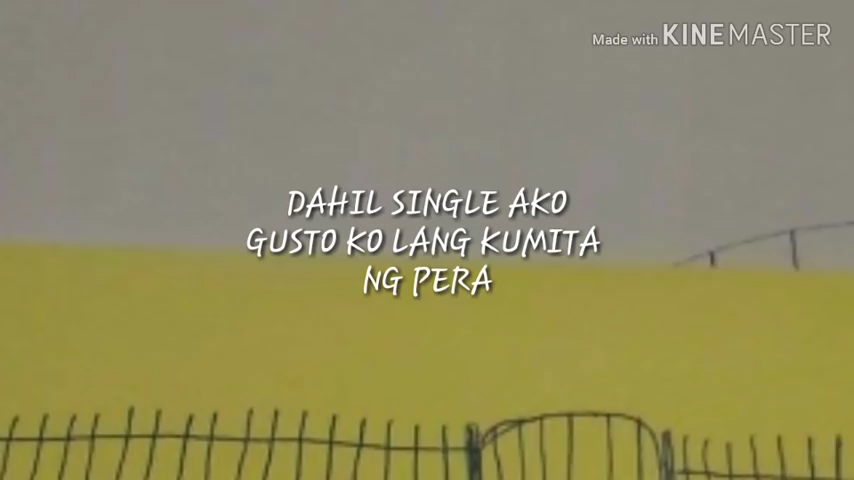 Made with KINEMASTER
DAHIL SINGLE AKO
GUSTO KO LANG KUMITA
NG PERA